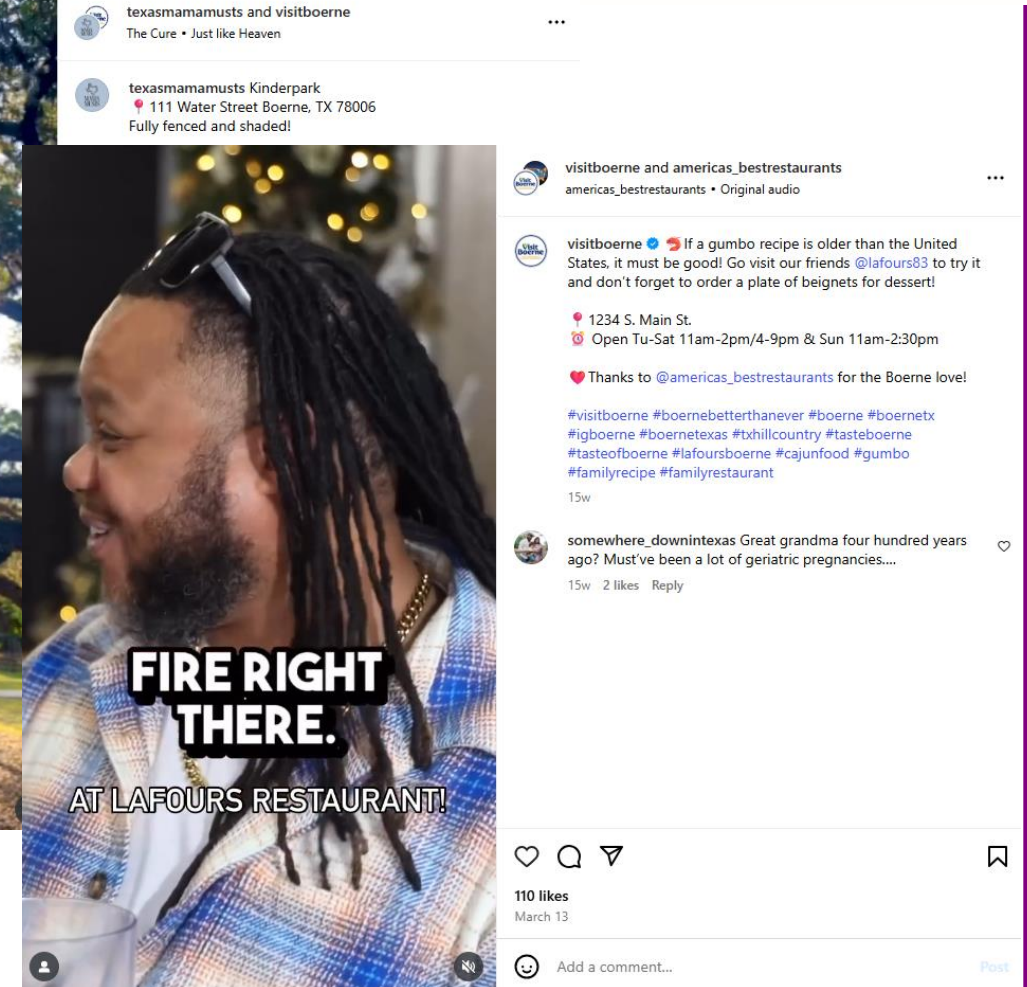 texasmamamusts and visitboerne
The Cure • Just like Heaven
texasmamamusts Kinderpark
📍 111 Water Street Boerne, TX 78006
Fully fenced and shaded!
FIRE RIGHT
THERE.
AT LAFOURS RESTAURANT!
visitboerne and americas_bestrestaurants
americas_bestrestaurants • Original audio
visitboerne 🦐If a gumbo recipe is older than the United
States, it must be good! Go visit our friends @lafours83 to try it
and don't forget to order a plate of beignets for dessert!
📍 1234 S. Main St.
⏰ Open Tu-Sat 11am-2pm/4-9pm & Sun 11am-2:30pm
❤️Thanks to @americas_bestrestaurants for the Boerne love!
#visitboerne #boernebetterthanever #boerne #boernetx
#igboerne #boernetexas #txhillcountry #tasteboerne
#tasteofboerne #lafoursboerne #cajunfood #gumbo
#familyrecipe #familyrestaurant
15w
somewhere_downintexas Great grandma four hundred years
ago? Must've been a lot of geriatric pregnancies....
15w 2 likes Reply
110 likes
March 13
Add a comment...
Post